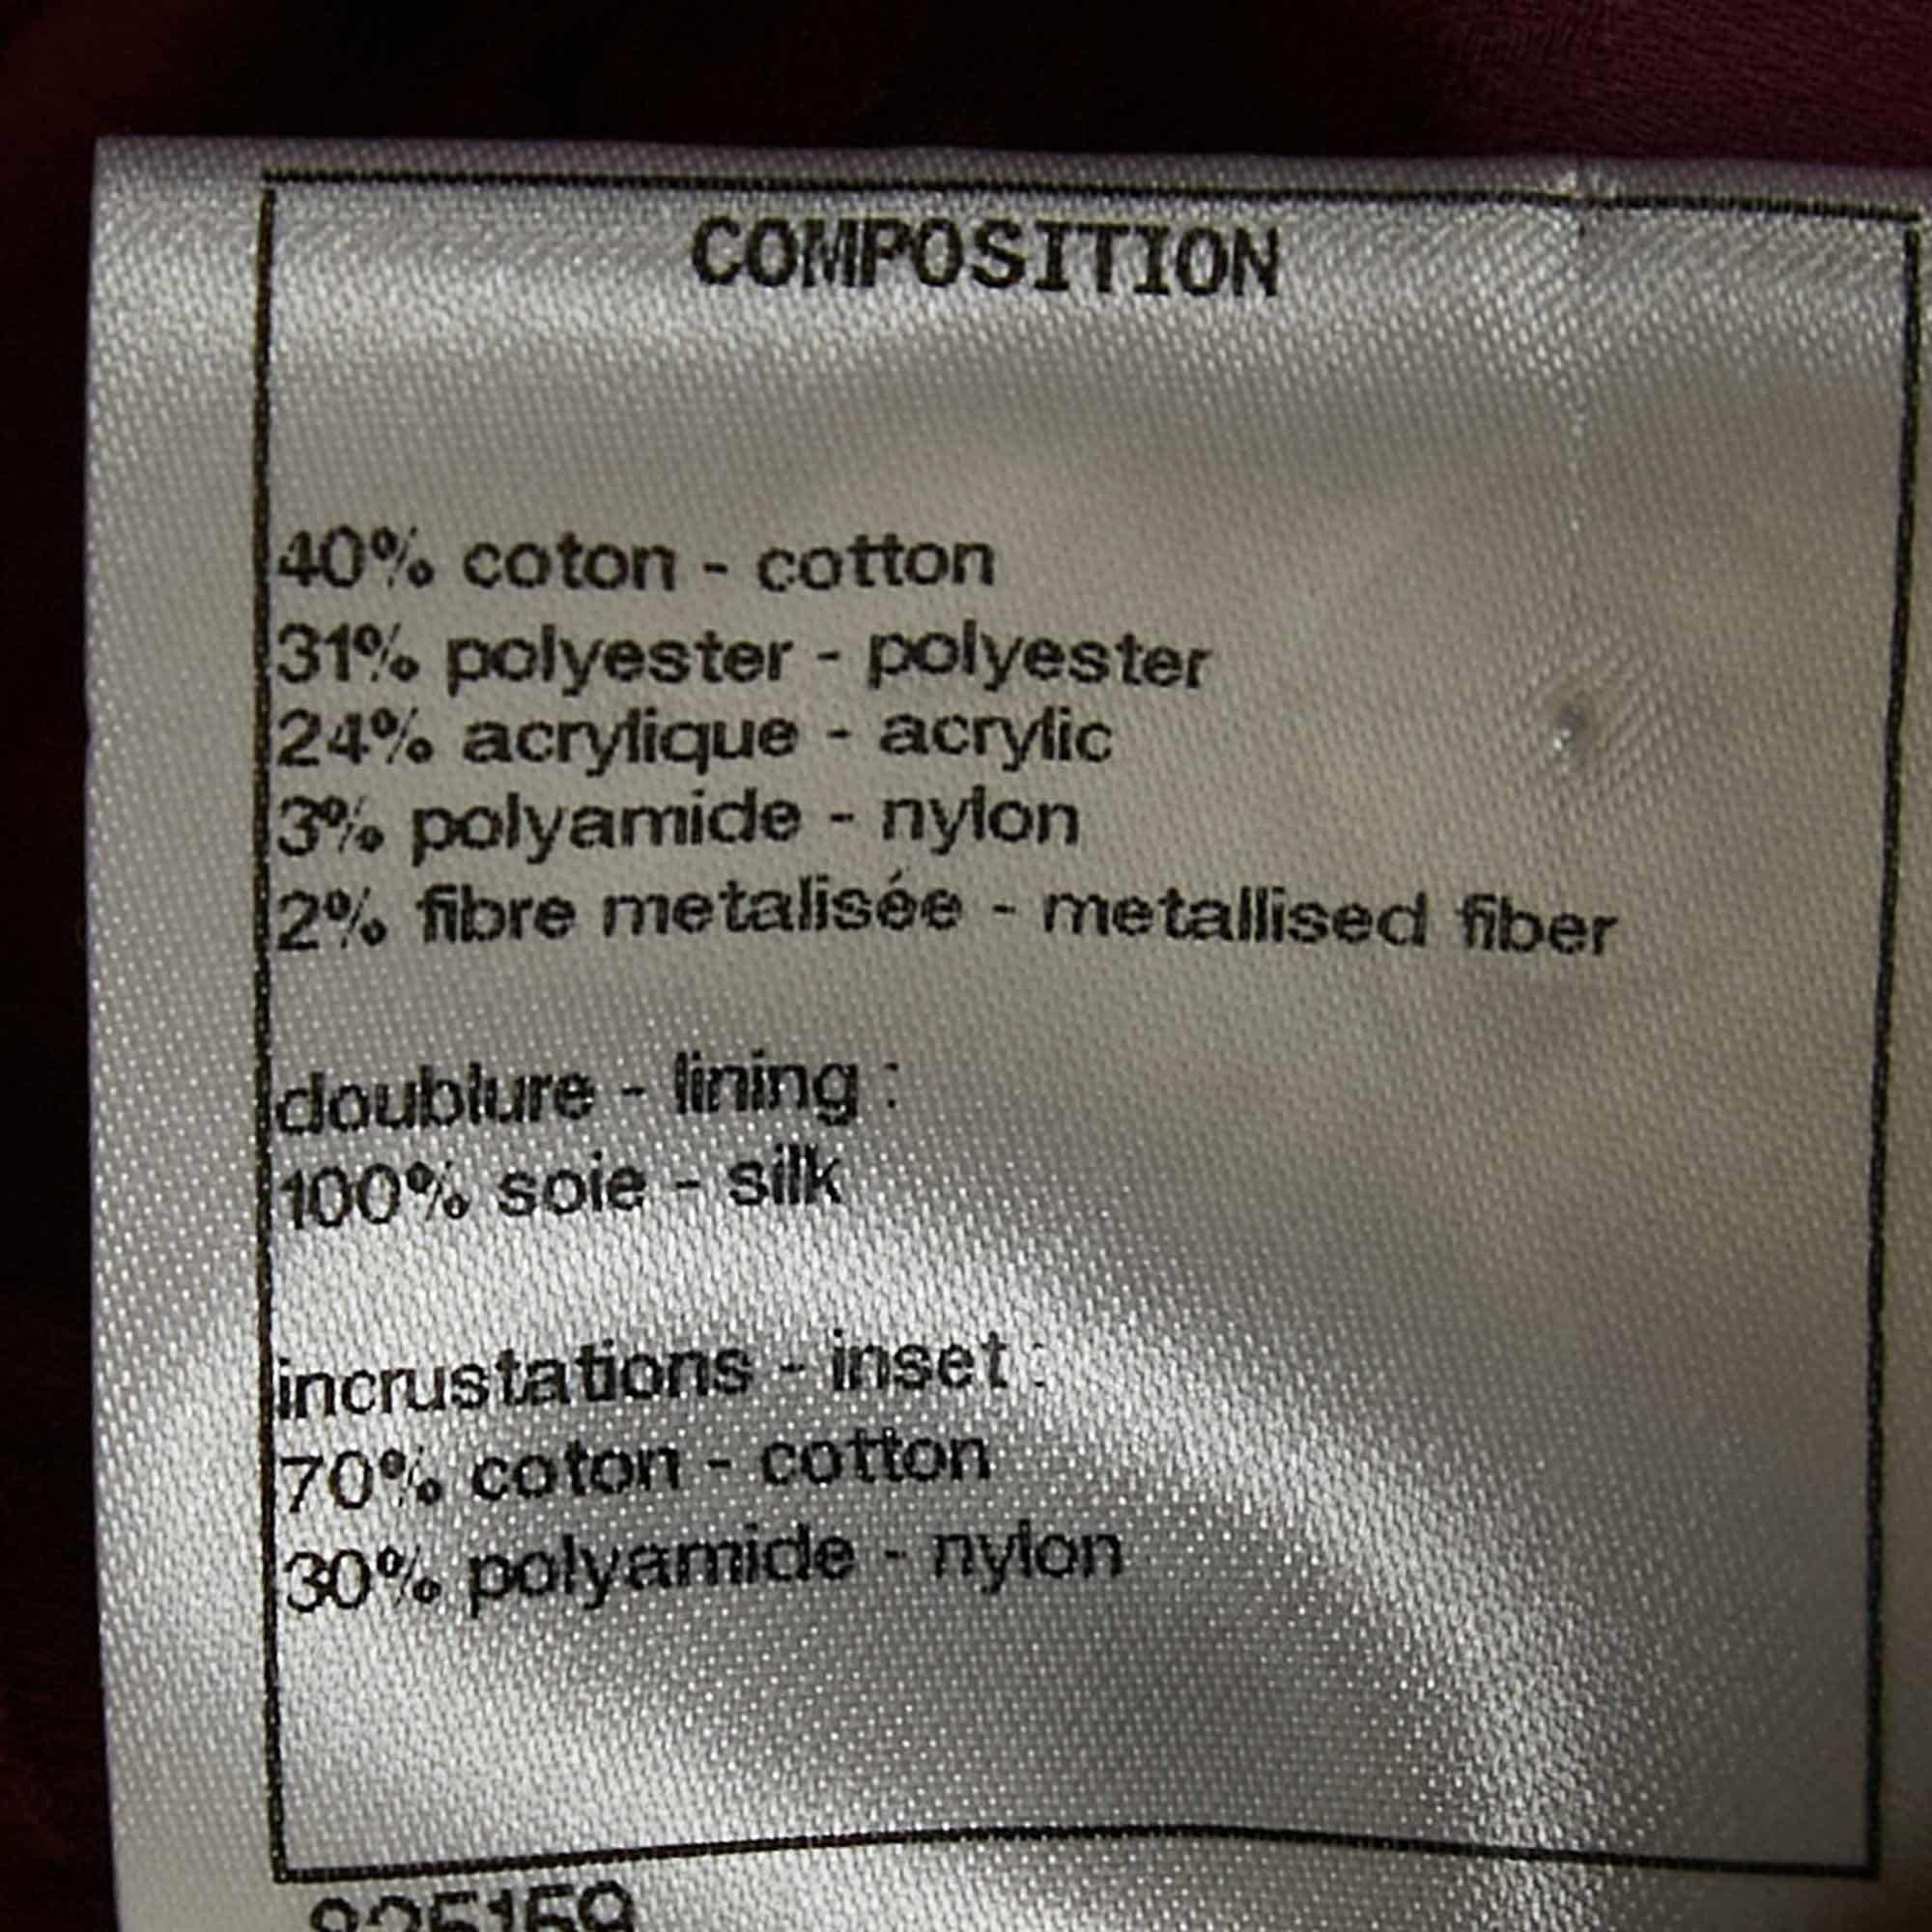 COMPOSITION
40% coton - cotton
31% polyester - polyester
24% acrylique - acrylic
3% polyamide - nylon
2% fibre metalisée - metallised fiber
doublure - lining :
100% soie - silk
incrustations - inset :
70% coton - cotton
30% polyamide - nylon